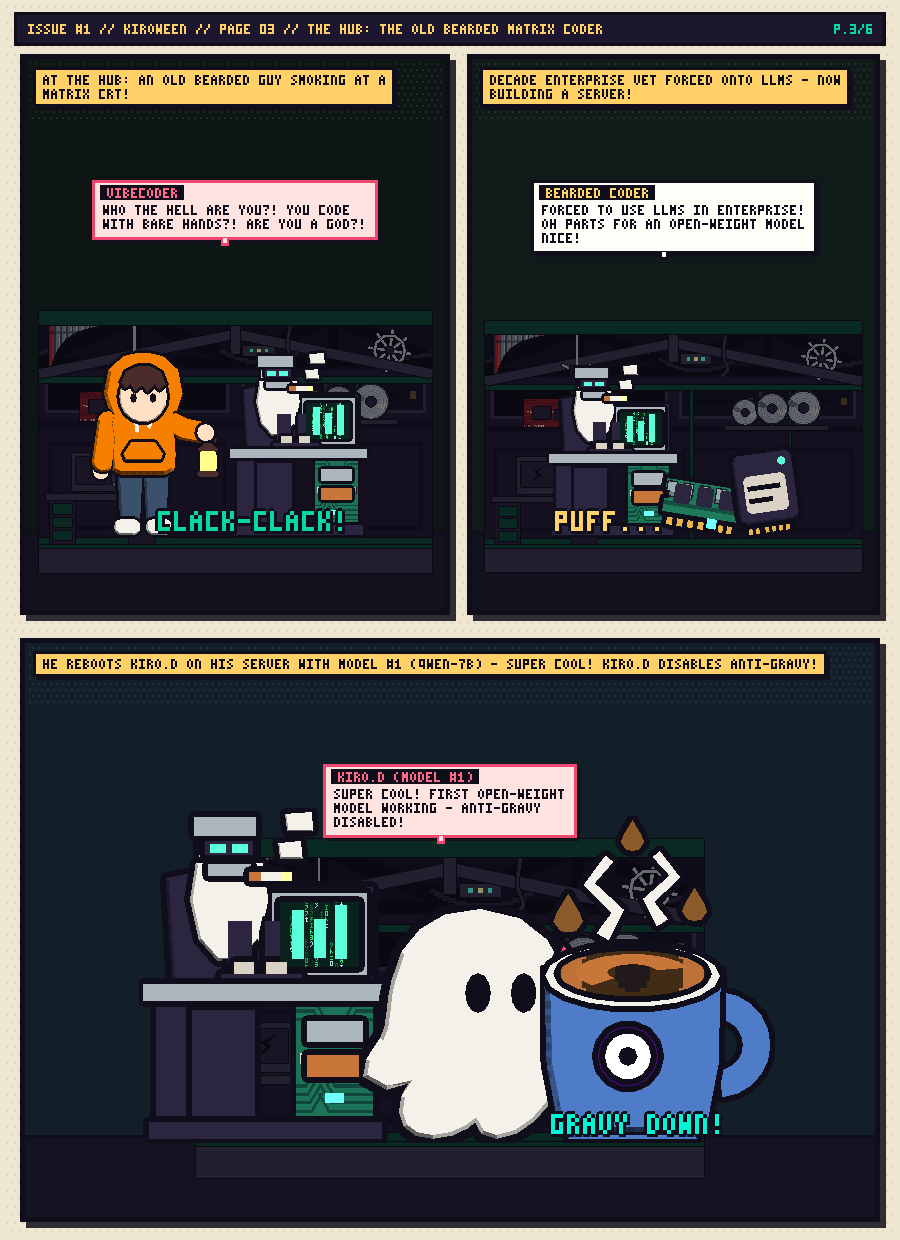 ISSUE #1 // KIROWEEN // PAGE 03 // THE HUB: THE OLD BEARDED MATRIX CODER
P.3/6
AT THE HUB: AN OLD BEARDED GUY SMOKING AT A
MATRIX CRT!
VIBECODER
WHO THE HELL ARE YOU?! YOU CODE
WITH BARE HANDS?! ARE YOU A GOD?!
CLACK-CLACK!
DECADE ENTERPRISE VET FORCED ONTO LLMS - NOW
BUILDING A SERVER!
BEARDED CODER
FORCED TO USE LLMS IN ENTERPRISE!
OH PARTS FOR AN OPEN-WEIGHT MODEL
NICE!
PUFF...
HE REBOOTS KIRO.D ON HIS SERVER WITH MODEL #1 (QWEN-7B) - SUPER COOL! KIRO.D DISABLES ANTI-GRAVY!
KIRO.D (MODEL #1)
SUPER COOL! FIRST OPEN-WEIGHT
MODEL WORKING - ANTI-GRAVY
DISABLED!
GRAVY DOWN!